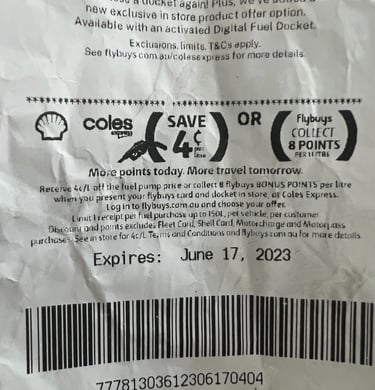 a docket again! Plus, we've
new exclusive in store product offer option.
Available with an activated Digital Fuel Docket.
Exclusions, limits, T&Cs apply.
See flybuys.com.au/colesexpress for more details.
coles express
SAVE 4¢ per litre
OR
flybuys COLLECT 8 POINTS PER LITRE
More points today. More travel tomorrow.
Receive 4c/L off the fuel pump price or collect 8 flybuys BONUS POINTS per litre
when you present your flybuys card and docket in store, at Coles Express.
Log in to flybuys.com.au and choose your offer.
Limit 1 receipt per fuel purchase up to 150L, per vehicle, per customer
Discount and points exclude: Fleet Card, Shell Card, Motorcharge and Motorpass
purchases. See in store for 4c/L Terms and Conditions and flybuys.com.au for more details.
Expires: June 17, 2023
77781303612306170404